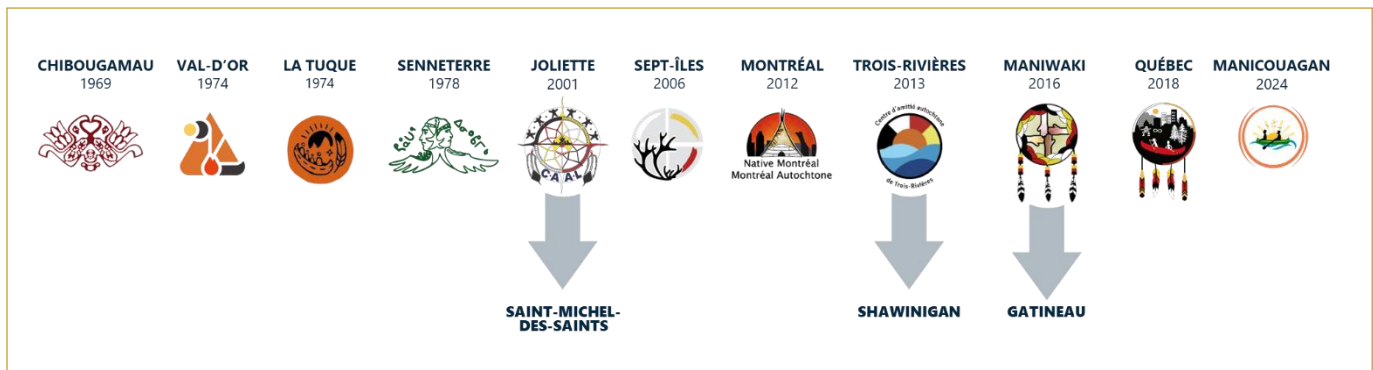 CHIBOUGAMAU
1969
VAL-D'OR
1974
LA TUQUE
1974
SENNETERRE
1978
JOLIETTE
2001
CAAL
SEPT-ÎLES
2006
MONTRÉAL
2012
Native Montréal
Montréal Autochtone
TROIS-RIVIÈRES
2013
Centre d'amitié autochtone
de Trois-Rivières
MANIWAKI
2016
QUÉBEC
2018
MANICOUAGAN
2024
SAINT-MICHEL-
DES-SAINTS
SHAWINIGAN
GATINEAU